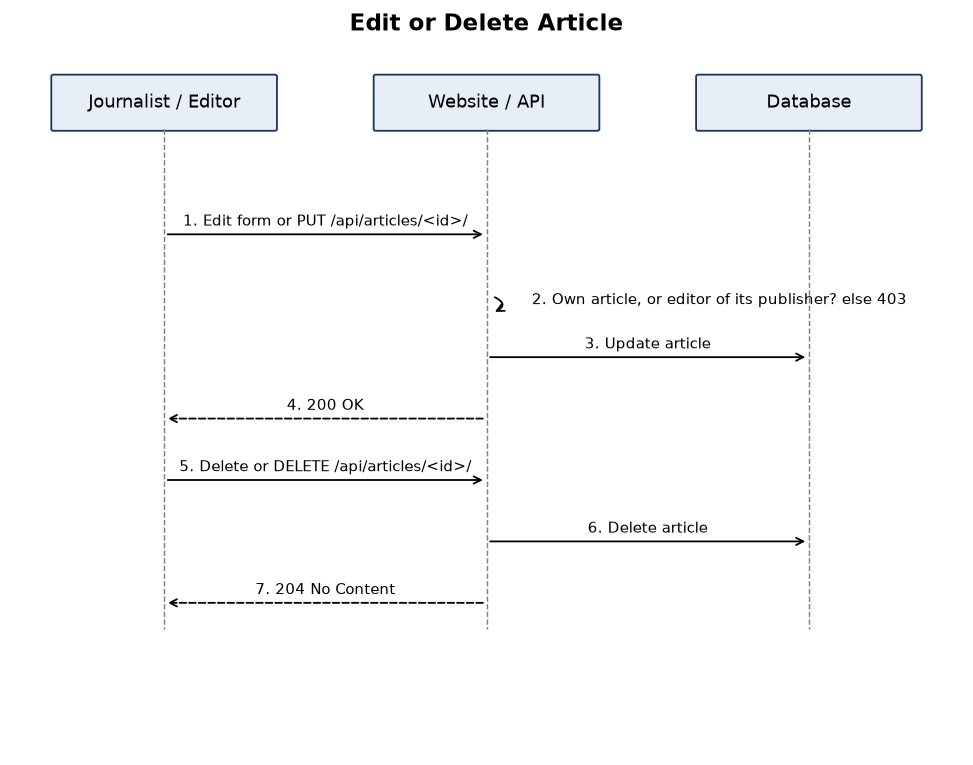 Edit or Delete Article
Journalist / Editor
Website / API
Database
1. Edit form or PUT /api/articles/<id>/
2. Own article, or editor of its publisher? else 403
3. Update article
4. 200 OK
5. Delete or DELETE /api/articles/<id>/
6. Delete article
7. 204 No Content